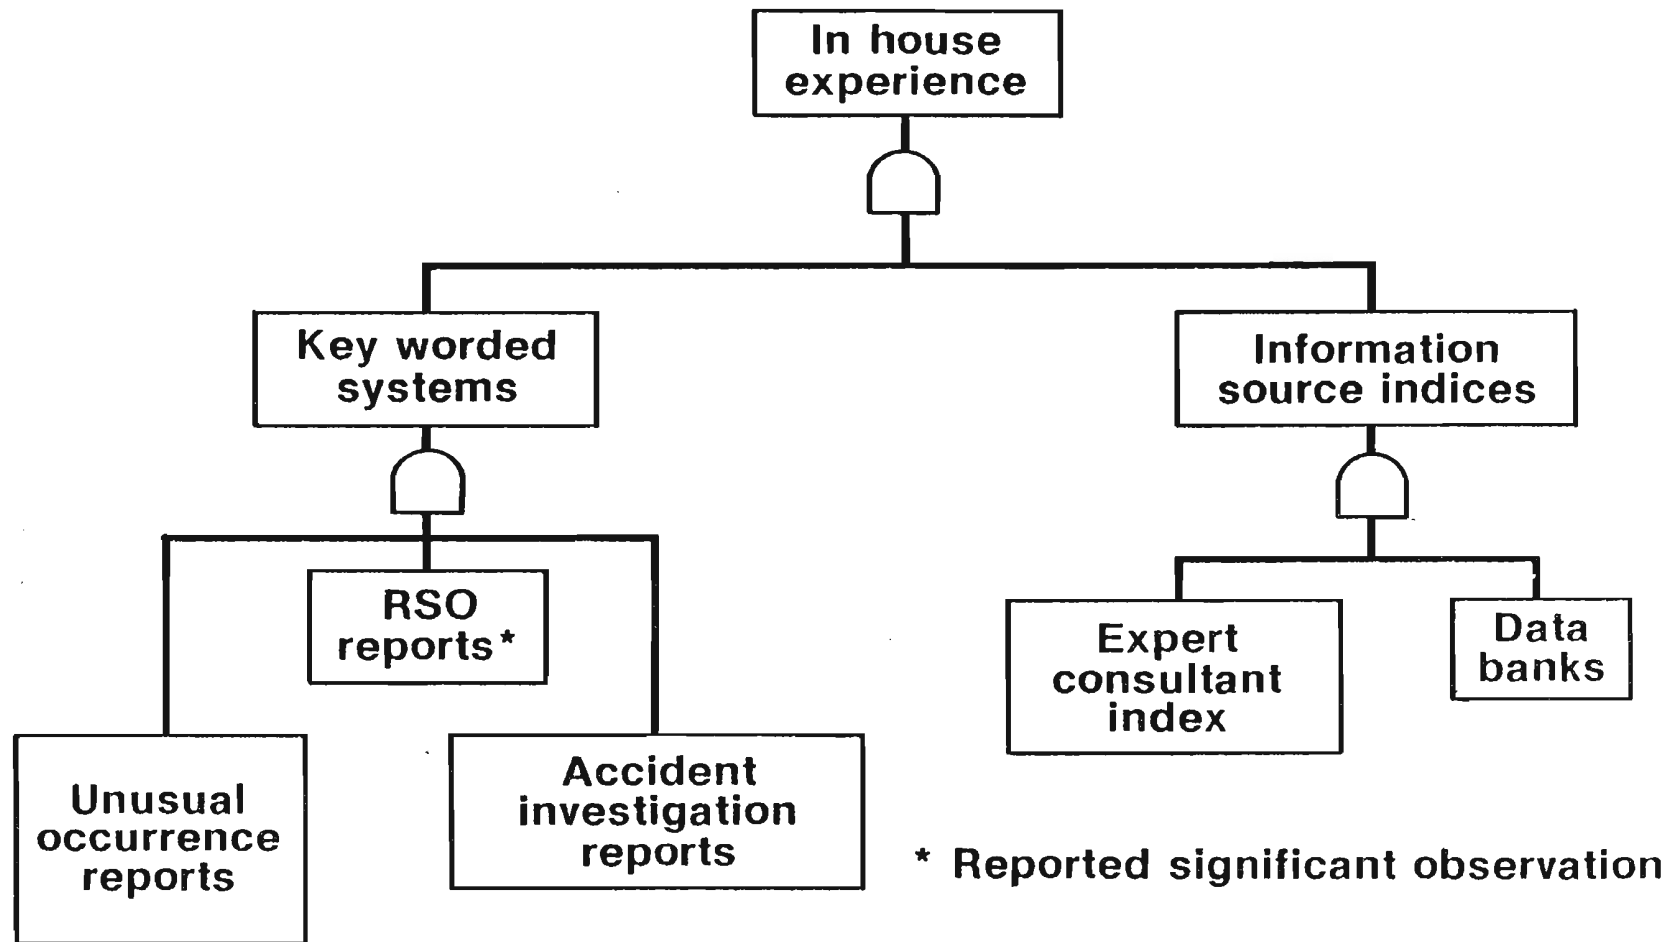 In house
experience
Key worded
systems
Information
source indices
RSO
reports*
Expert
consultant
index
Data
banks
Unusual
occurrence
reports
Accident
investigation
reports
* Reported significant observation